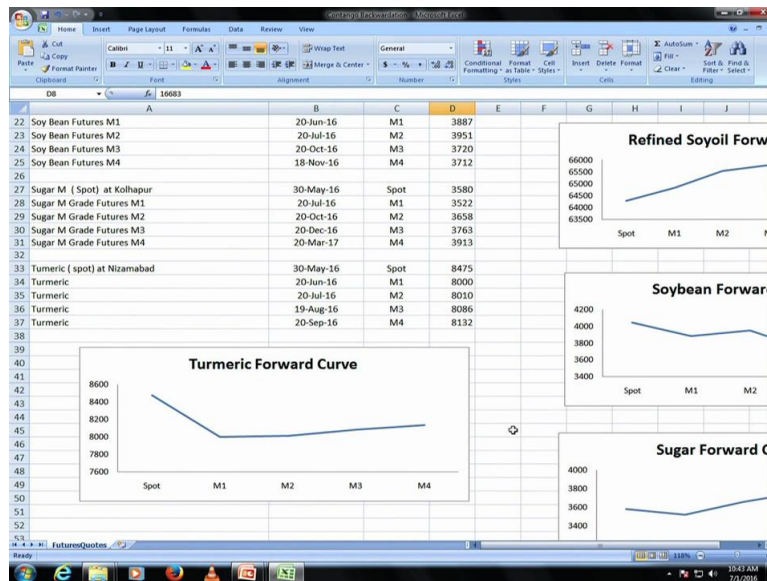 Contango Backwardation - Microsoft Excel
Home Insert Page Layout Formulas Data Review View
Cut
Copy
Format Painter
Paste
Clipboard
Calibri 11
Font
Wrap Text
Merge & Center
Alignment
General
Number
Conditional Formatting
Format as Table
Cell Styles
Styles
Insert Delete Format
Cells
AutoSum
Fill
Clear
Sort & Filter
Find & Select
Editing
D8 fx 16683
A B C D E F G H I J
22 Soy Bean Futures M1 20-Jun-16 M1 3887
23 Soy Bean Futures M2 20-Jul-16 M2 3951
24 Soy Bean Futures M3 20-Oct-16 M3 3720
25 Soy Bean Futures M4 18-Nov-16 M4 3712
26
27 Sugar M ( Spot) at Kolhapur 30-May-16 Spot 3580
28 Sugar M Grade Futures M1 20-Jul-16 M1 3522
29 Sugar M Grade Futures M2 20-Oct-16 M2 3658
30 Sugar M Grade Futures M3 20-Dec-16 M3 3763
31 Sugar M Grade Futures M4 20-Mar-17 M4 3913
32
33 Tumeric ( spot) at Nizamabad 30-May-16 Spot 8475
34 Turmeric 20-Jun-16 M1 8000
35 Turmeric 20-Jul-16 M2 8010
36 Turmeric 19-Aug-16 M3 8086
37 Turmeric 20-Sep-16 M4 8132
38
39
40
41
42
43
44
45
46
47
48
49
50
51
52
53
Turmeric Forward Curve
8600
8400
8200
8000
7800
7600
Spot M1 M2 M3 M4
Refined Soyoil Forw
66000
65500
65000
64500
64000
63500
Spot M1 M2
Soybean Forwar
4200
4000
3800
3600
3400
Spot M1 M2
Sugar Forward C
4000
3800
3600
3400
FuturesQuotes
Ready
118%
10:43 AM
7/1/2016